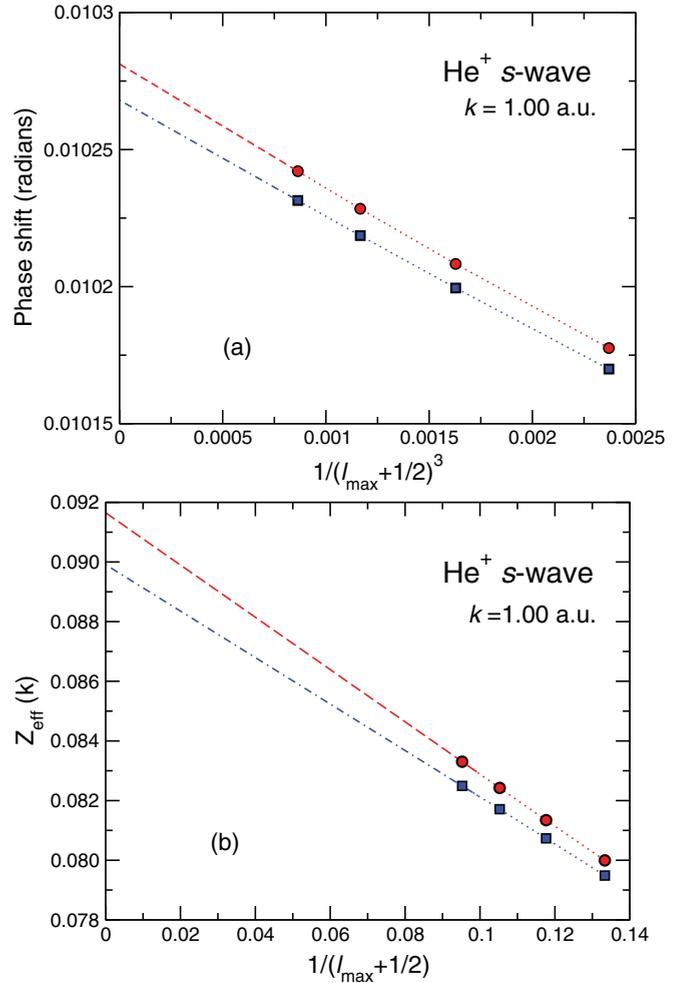 0.0103
He+ s-wave
k = 1.00 a.u.
0.01025
Phase shift (radians)
0.0102
(a)
0.01015
0 0.0005 0.001 0.0015 0.002 0.0025
1/(lmax+1/2)3
0.092
0.090
He+ s-wave
k =1.00 a.u.
0.088
0.086
Zeff (k)
0.084
0.082
(b)
0.080
0.078
0 0.02 0.04 0.06 0.08 0.1 0.12 0.14
1/(lmax+1/2)